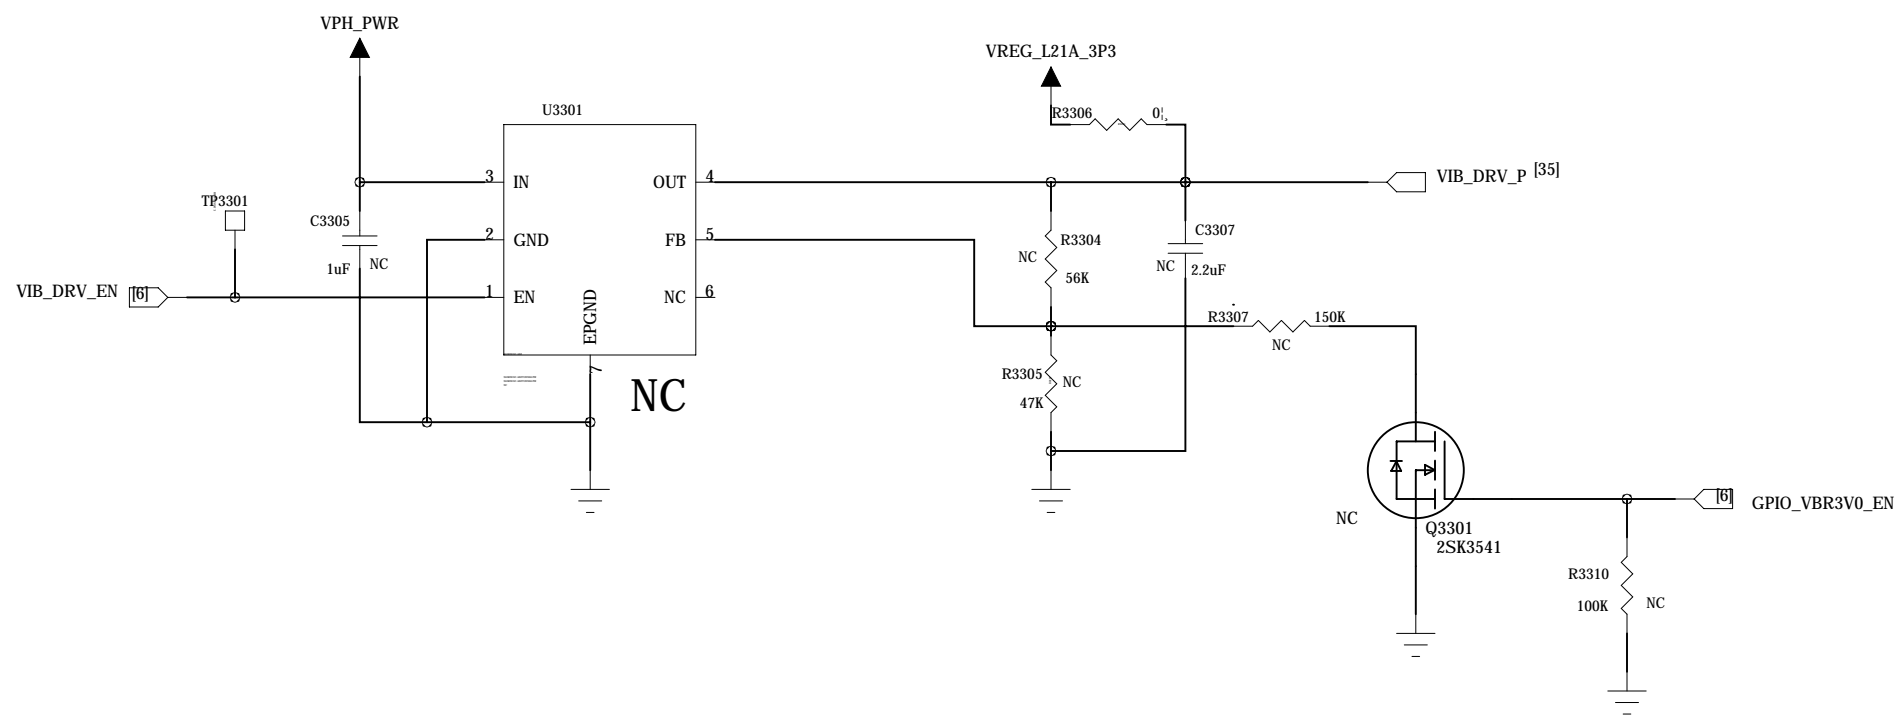 VPH_PWR
VREG_L21A_3P3
U3301
R3306
0
3
IN
OUT
4
VIB_DRV_P
[35]
TP3301
C3305
1uF
NC
2
GND
FB
5
R3304
NC
56K
C3307
NC
2.2uF
VIB_DRV_EN
[6]
1
EN
NC
6
EPGND
7
R3307
150K
NC
NC
R3305
NC
47K
[6]
GPIO_VBR3V0_EN
NC
Q3301
2SK3541
R3310
100K
NC